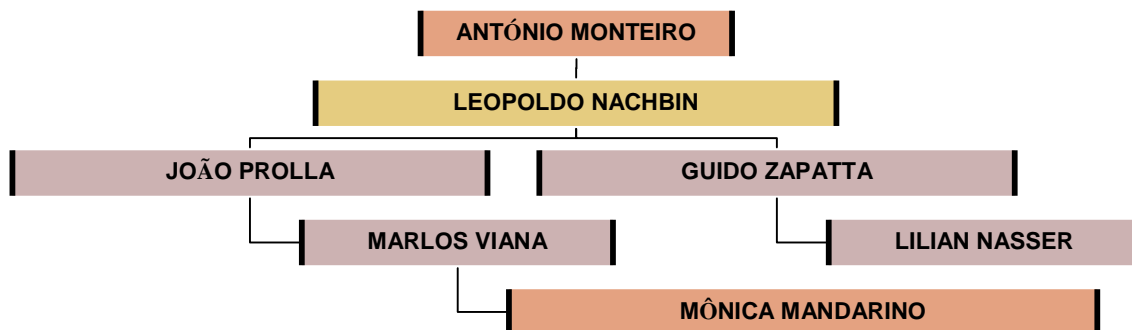 ANTÓNIO MONTEIRO
LEOPOLDO NACHBIN
JOÃO PROLLA
GUIDO ZAPATTA
MARLOS VIANA
LILIAN NASSER
MÔNICA MANDARINO